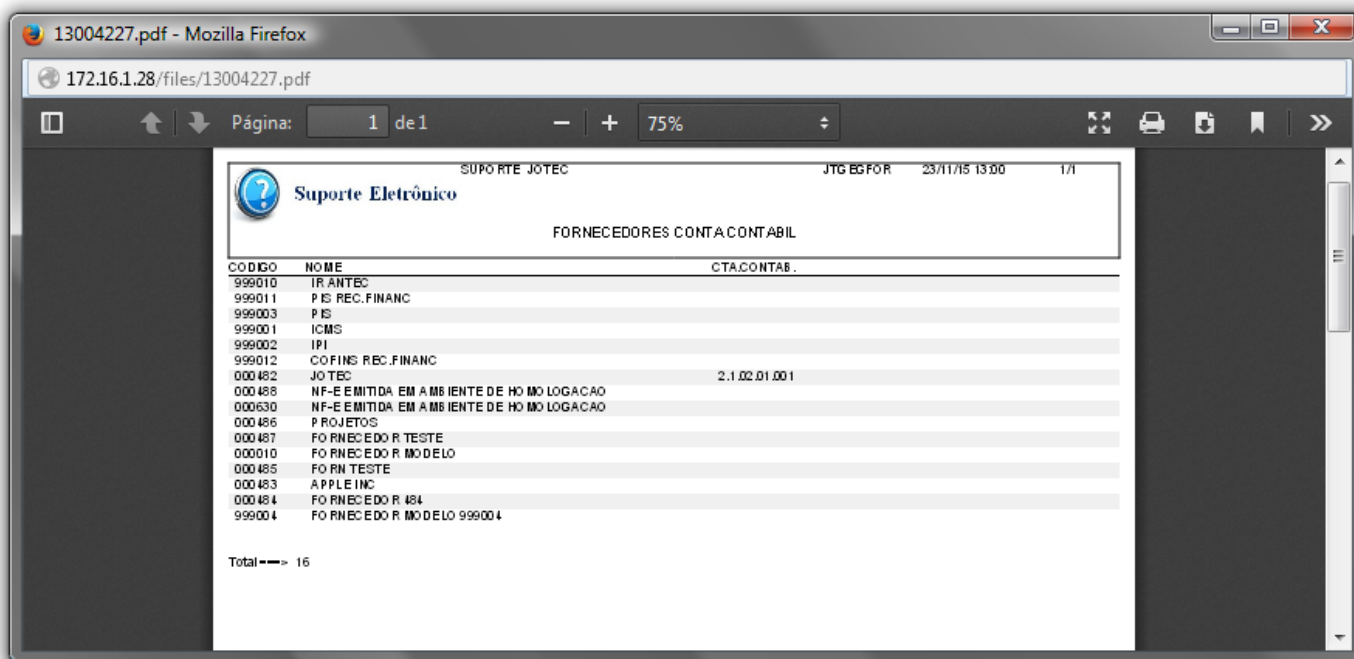 13004227.pdf - Mozilla Firefox
172.16.1.28/files/13004227.pdf
Página: 1 de 1 75%
SUPORTE JOTEC JTGEGFOR 23/11/15 13:00 1/1
Suporte Eletrônico
FORNECEDORES CONTA CONTABIL
CODIGO NOME CTA.CONTAB.
999010 IR ANTEC
999011 PIS REC.FINANC
999003 PIS
999001 ICMS
999002 IPI
999012 COFINS REC.FINANC
000482 JOTEC 2.1.02.01.001
000488 NF-E EMITIDA EM AMBIENTE DE HOMOLOGACAO
000630 NF-E EMITIDA EM AMBIENTE DE HOMOLOGACAO
000486 PROJETOS
000487 FORNECEDOR TESTE
000010 FORNECEDOR MODELO
000485 FORN TESTE
000483 APPLE INC
000484 FORNECEDOR 484
999004 FORNECEDOR MODELO 999004
Total---> 16